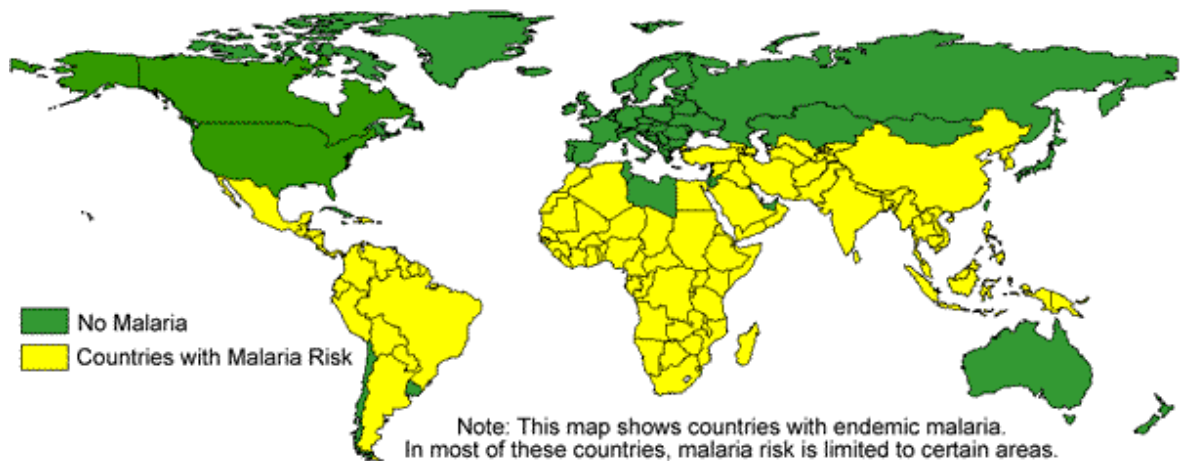 No Malaria
Countries with Malaria Risk
Note: This map shows countries with endemic malaria.
In most of these countries, malaria risk is limited to certain areas.